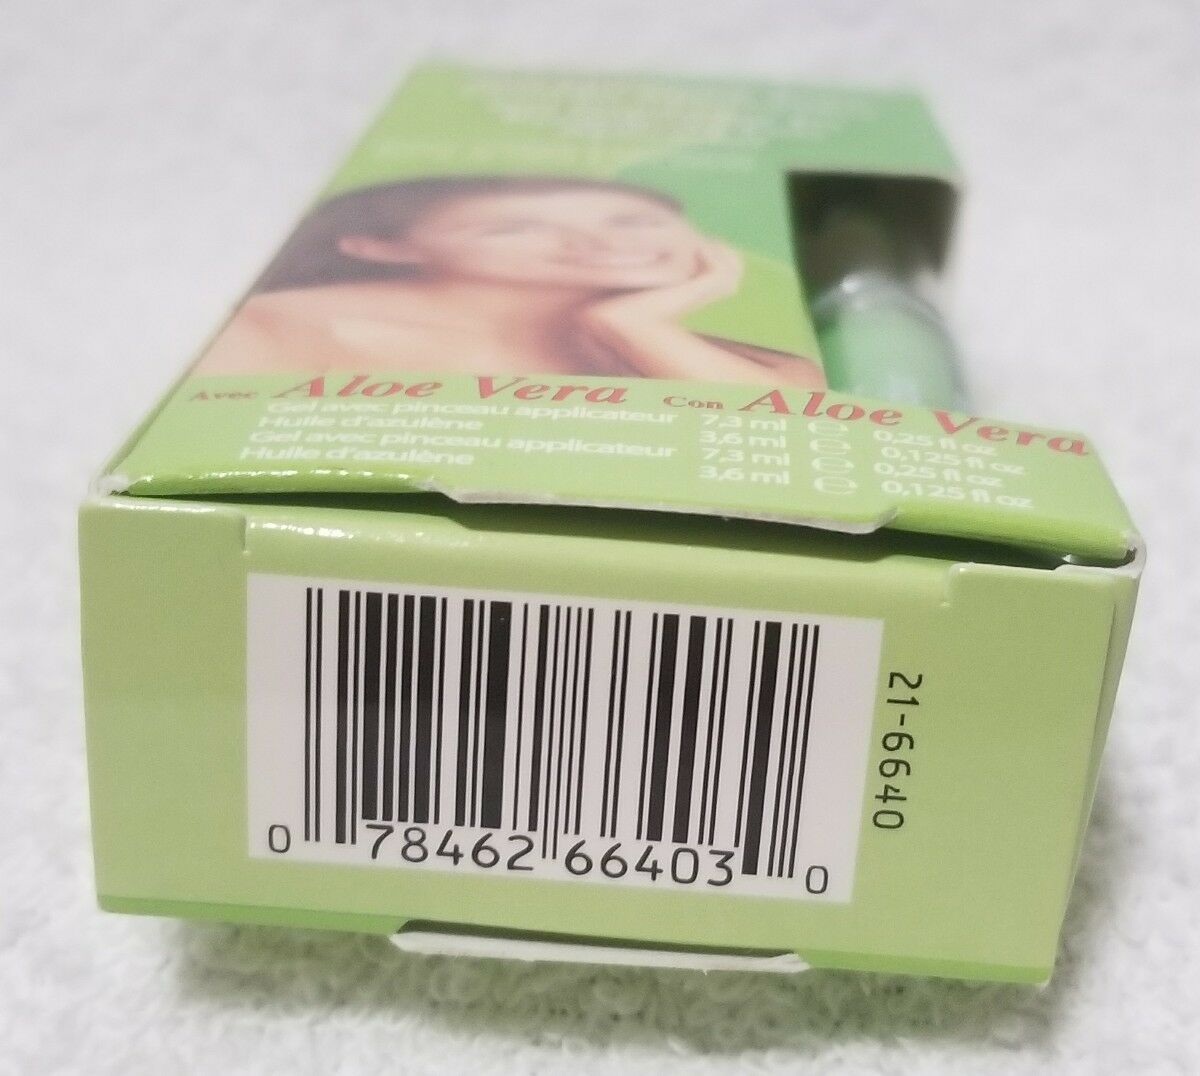 Avec Aloe Vera Con Aloe Vera
Gel avec pinceau applicateur 7,3 ml 0,25 fl oz
Huile d'azulène 3,6 ml 0,125 fl oz
Gel avec pinceau applicateur 7,3 ml 0,25 fl oz
Huile d'azulène 3,6 ml 0,125 fl oz
0 78462 66403 0
21-6640